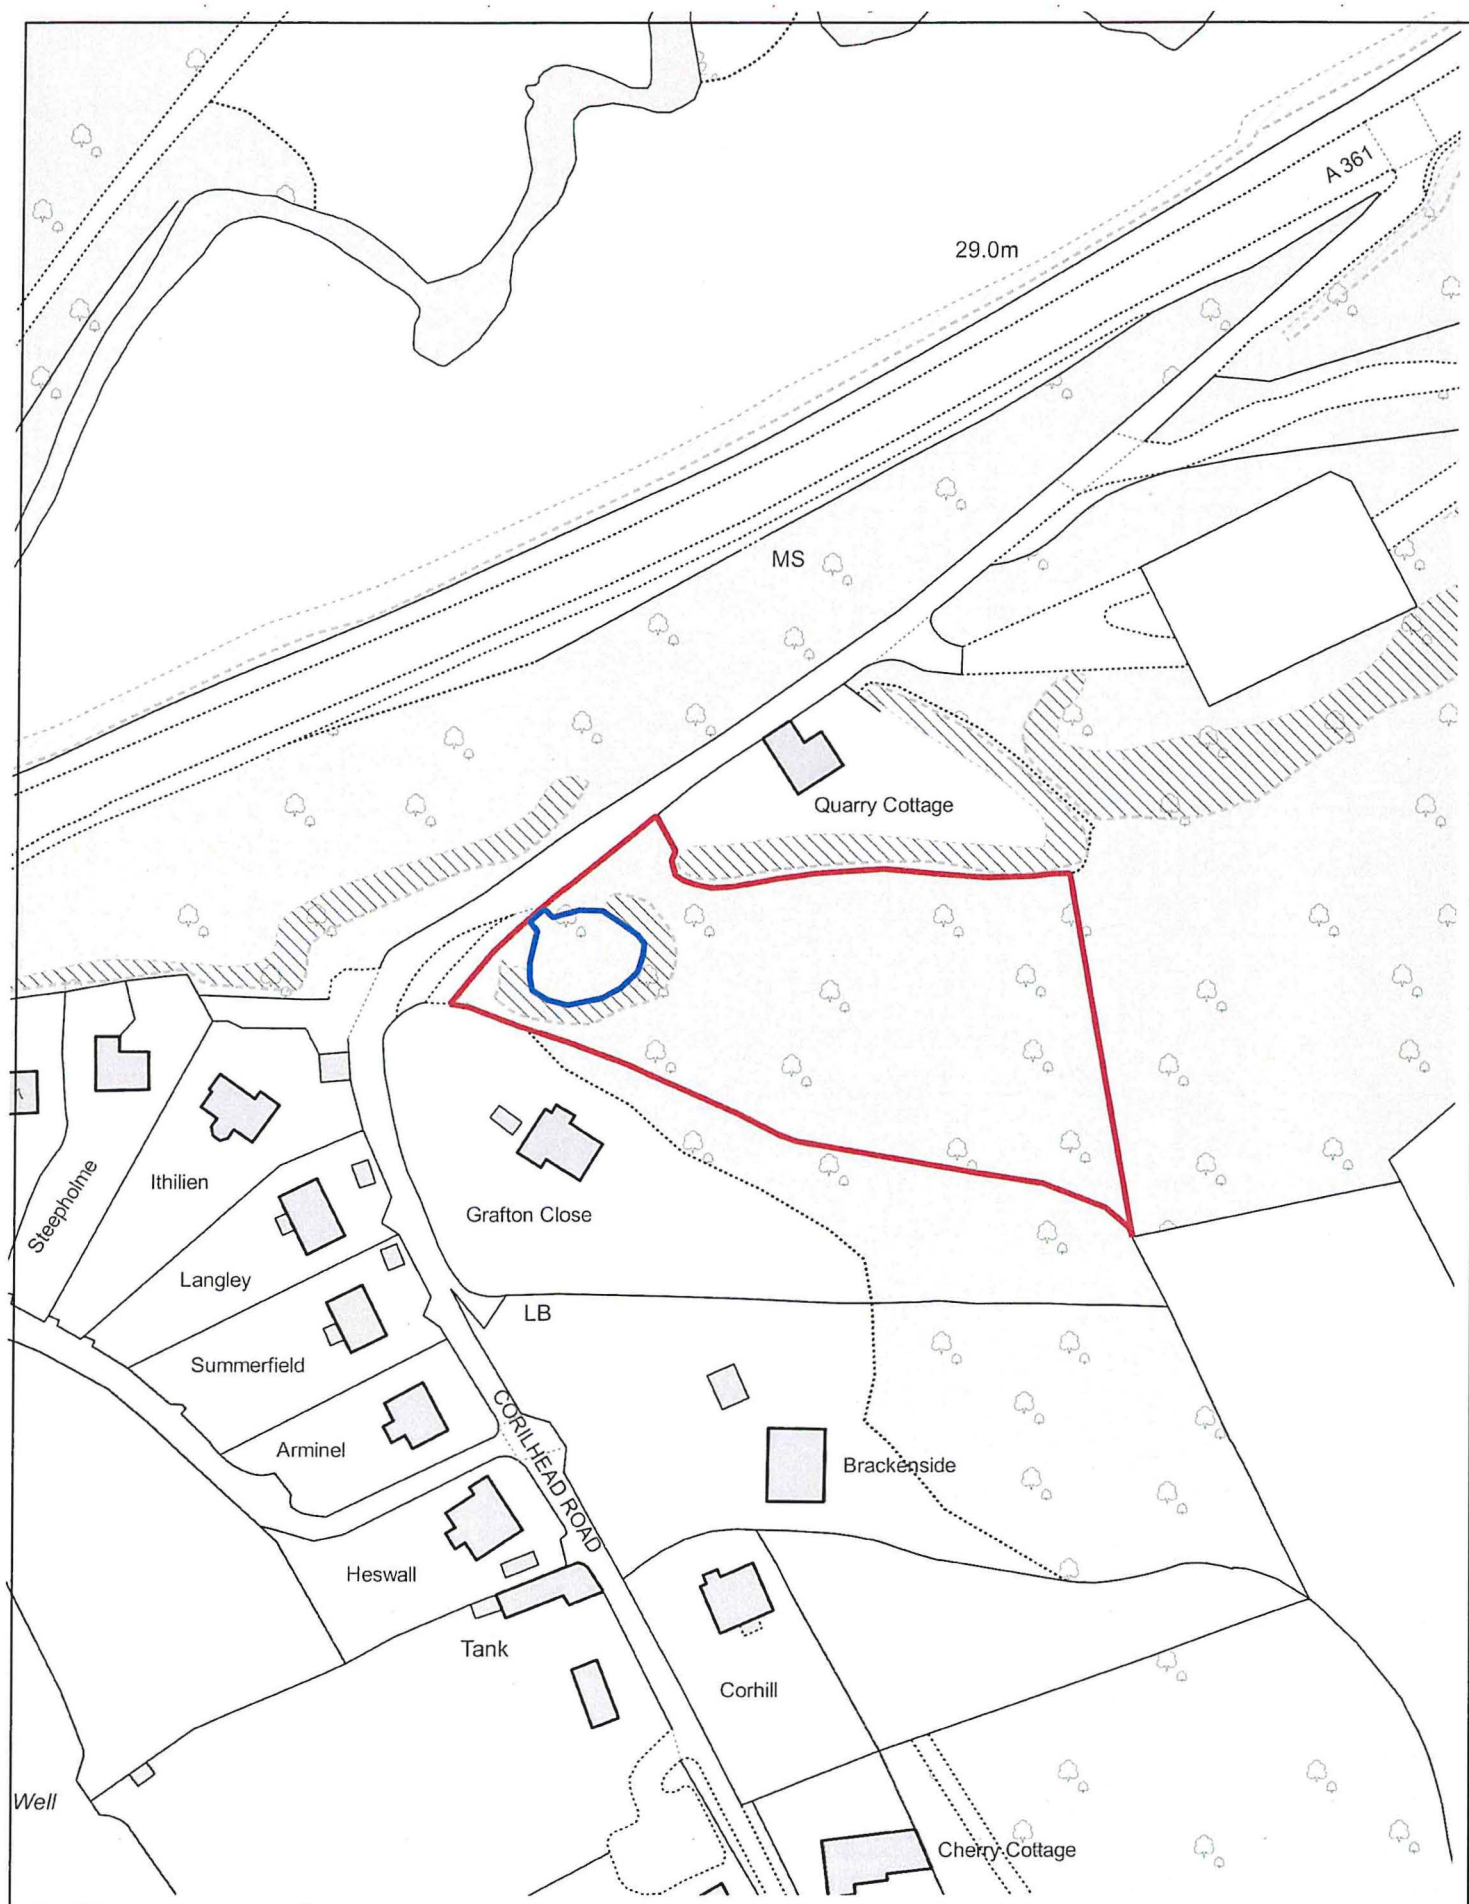 A 361
29.0m
MS
Quarry Cottage
Steepholme
Ithilien
Grafton Close
Langley
LB
Summerfield
CORILHEAD ROAD
Arminel
Brackenside
Heswall
Tank
Corhill
Well
Cherry Cottage